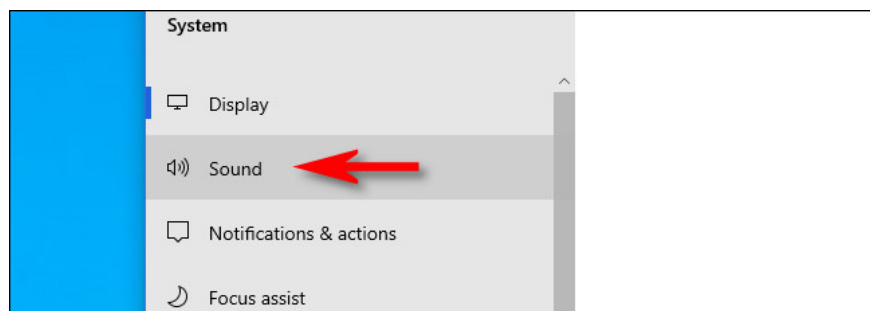 System
Display
Sound
Notifications & actions
Focus assist